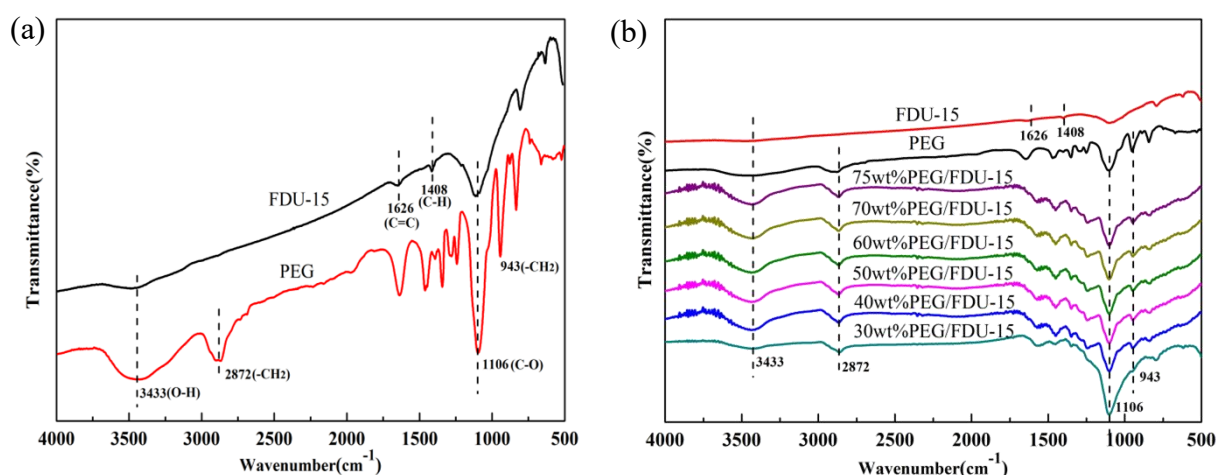 (a)
Transmittance(%)
FDU-15
1626
(C=C)
1408
(C-H)
PEG
943(-CH2)
3433(O-H)
2872(-CH2)
1106(C-O)
4000 3500 3000 2500 2000 1500 1000 500
Wavenumber(cm-1)
(b)
Transmittance(%)
FDU-15
1626 1408
PEG
75wt%PEG/FDU-15
70wt%PEG/FDU-15
60wt%PEG/FDU-15
50wt%PEG/FDU-15
40wt%PEG/FDU-15
30wt%PEG/FDU-15
3433 2872 943
1106
4000 3500 3000 2500 2000 1500 1000 500
Wavenumber(cm-1)